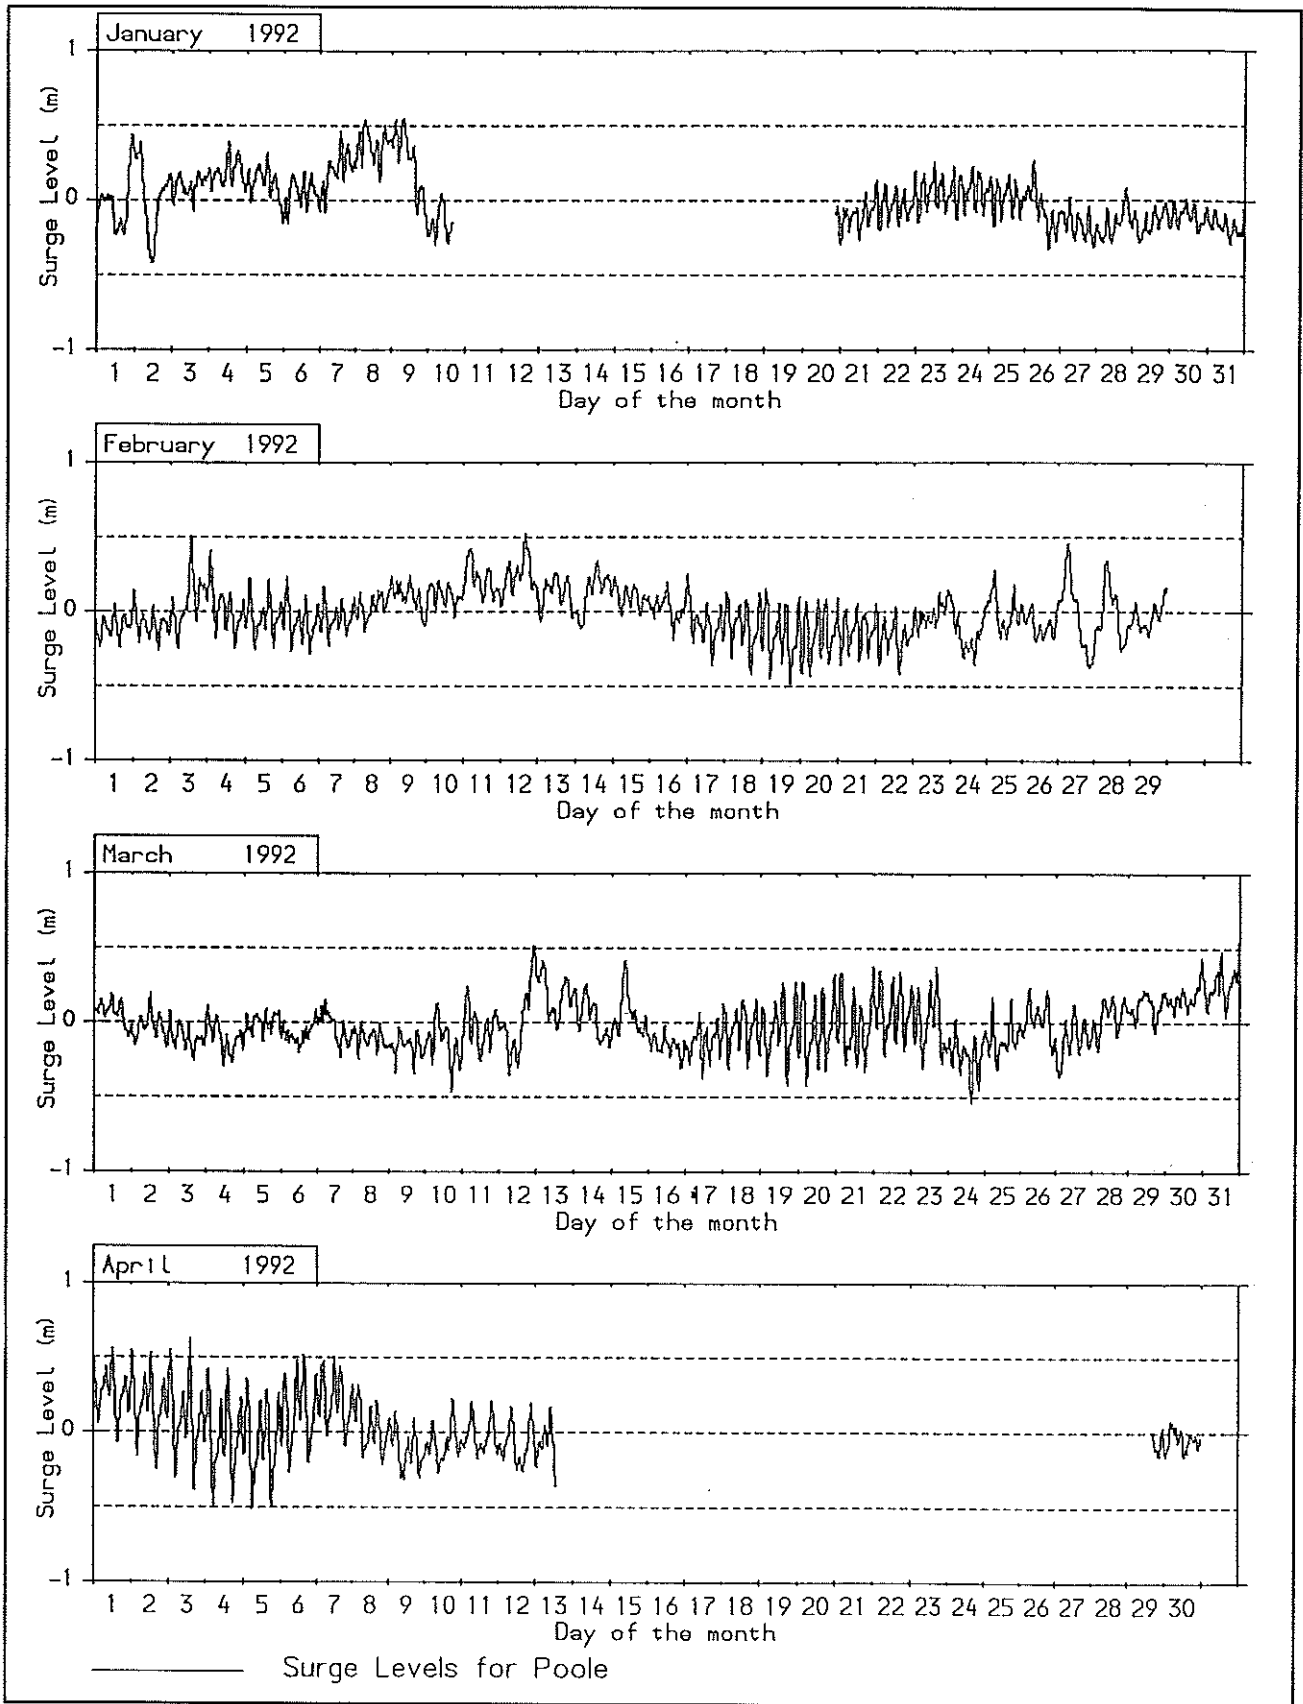 January 1992
1
Surge Level (m)
0
-1
1 2 3 4 5 6 7 8 9 10 11 12 13 14 15 16 17 18 19 20 21 22 23 24 25 26 27 28 29 30 31
Day of the month
February 1992
1
Surge Level (m)
0
-1
1 2 3 4 5 6 7 8 9 10 11 12 13 14 15 16 17 18 19 20 21 22 23 24 25 26 27 28 29
Day of the month
March 1992
1
Surge Level (m)
0
-1
1 2 3 4 5 6 7 8 9 10 11 12 13 14 15 16 17 18 19 20 21 22 23 24 25 26 27 28 29 30 31
Day of the month
April 1992
1
Surge Level (m)
0
-1
1 2 3 4 5 6 7 8 9 10 11 12 13 14 15 16 17 18 19 20 21 22 23 24 25 26 27 28 29 30
Day of the month
Surge Levels for Poole